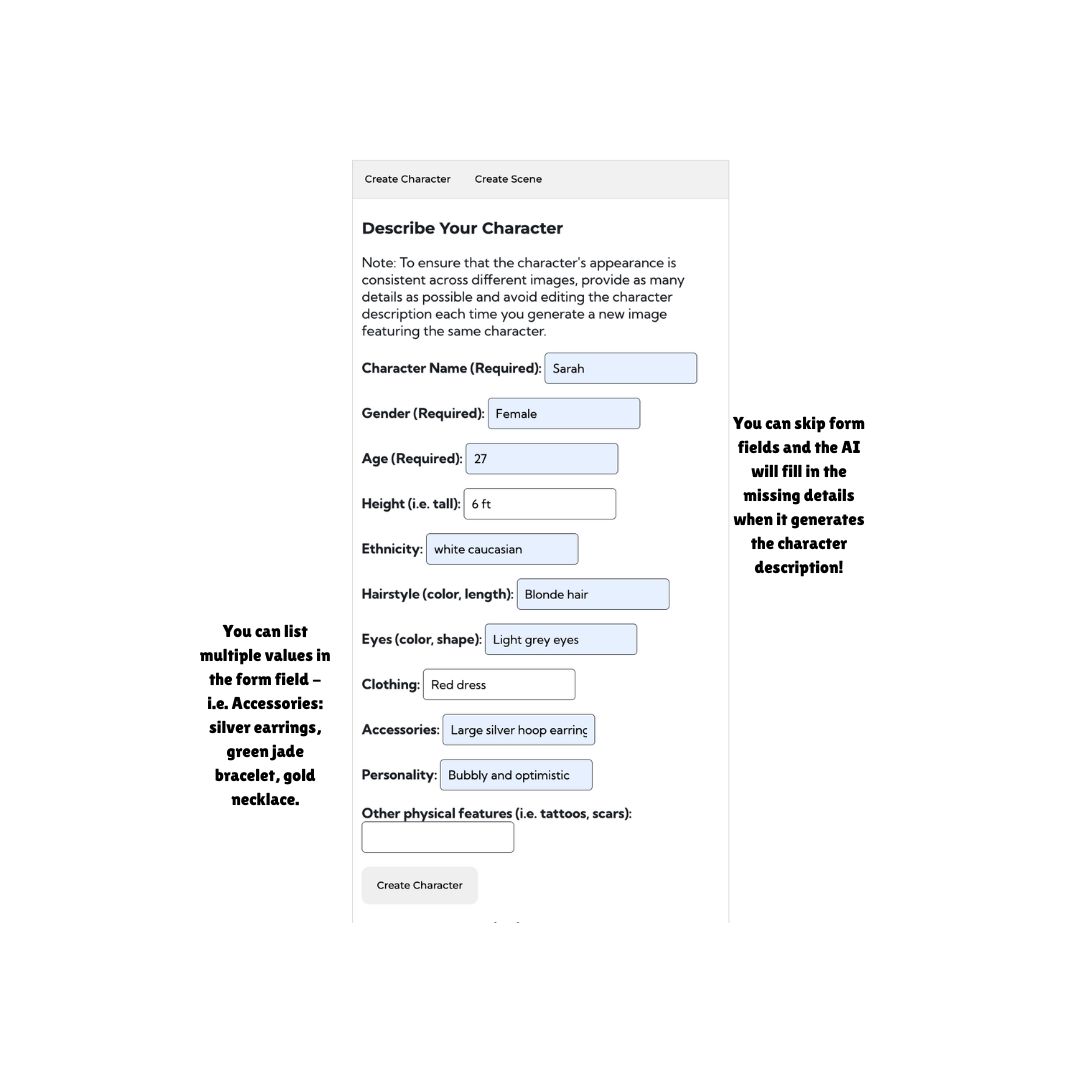 Create Character Create Scene
Describe Your Character
Note: To ensure that the character's appearance is
consistent across different images, provide as many
details as possible and avoid editing the character
description each time you generate a new image
featuring the same character.
Character Name (Required): Sarah
Gender (Required): Female
Age (Required): 27
Height (i.e. tall): 6 ft
Ethnicity: white caucasian
Hairstyle (color, length): Blonde hair
Eyes (color, shape): Light grey eyes
Clothing: Red dress
Accessories: Large silver hoop earring
Personality: Bubbly and optimistic
Other physical features (i.e. tattoos, scars):
Create Character
You can skip form
fields and the AI
will fill in the
missing details
when it generates
the character
description!
You can list
multiple values in
the form field –
i.e. Accessories:
silver earrings,
green jade
bracelet, gold
necklace.